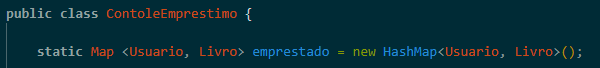 public class ContoleEmprestimo {
static Map <Usuario, Livro> emprestado = new HashMap<Usuario, Livro>();